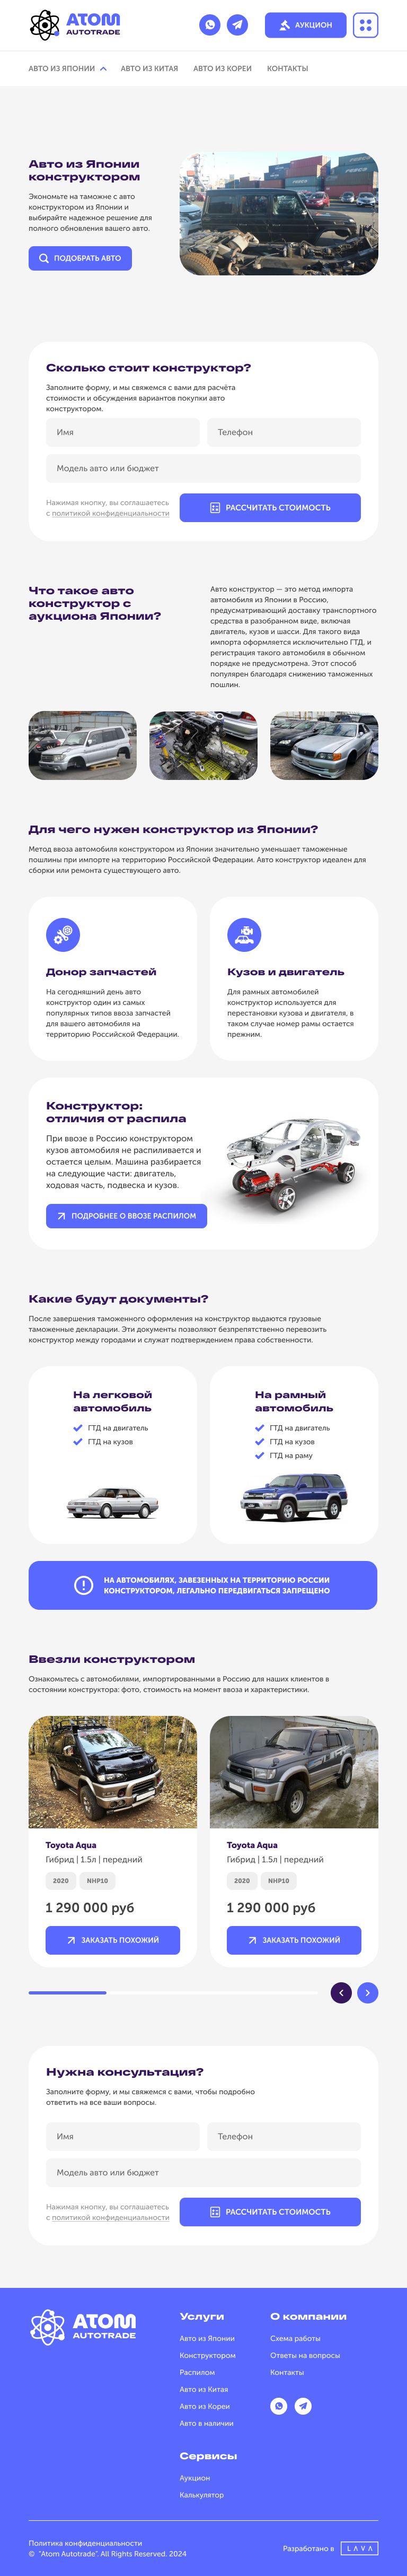 ATOM
AUTOTRADE
АУКЦИОН
АВТО ИЗ ЯПОНИИ
АВТО ИЗ КИТАЯ
АВТО ИЗ КОРЕИ
КОНТАКТЫ
Авто из Японии
конструктором
Экономьте на таможне с авто
конструктором из Японии и
выбирайте надежное решение для
полного обновления вашего авто.
ПОДОБРАТЬ АВТО
Сколько стоит конструктор?
Заполните форму, и мы свяжемся с вами для расчёта
стоимости и обсуждения вариантов покупки авто
конструктором.
Имя
Телефон
Модель авто или бюджет
Нажимая кнопку, вы соглашаетесь
с политикой конфиденциальности
РАССЧИТАТЬ СТОИМОСТЬ
Что такое авто
конструктор с
аукциона Японии?
Авто конструктор — это метод импорта
автомобиля из Японии в Россию,
предусматривающий доставку транспортного
средства в разобранном виде, включая
двигатель, кузов и шасси. Для такого вида
импорта оформляется исключительно ГТД, и
регистрация такого автомобиля в обычном
порядке не предусмотрена. Этот способ
популярен благодаря снижению таможенных
пошлин.
Для чего нужен конструктор из Японии?
Метод ввоза автомобиля конструктором из Японии значительно уменьшает таможенные
пошлины при импорте на территорию Российской Федерации. Авто конструктор идеален для
сборки или ремонта существующего авто.
Донор запчастей
На сегодняшний день авто
конструктор один из самых
популярных типов ввоза запчастей
для вашего автомобиля на
территорию Российской Федерации.
Кузов и двигатель
Для рамных автомобилей
конструктор используется для
перестановки кузова и двигателя, в
таком случае номер рамы остается
прежним.
Конструктор:
отличия от распила
При ввозе в Россию конструктором
кузов автомобиля не распиливается и
остается целым. Машина разбирается
на следующие части: двигатель,
ходовая часть, подвеска и кузов.
ПОДРОБНЕЕ О ВВОЗЕ РАСПИЛОМ
Какие будут документы?
После завершения таможенного оформления на конструктор выдаются грузовые
таможенные декларации. Эти документы позволяют безпрепятственно перевозить
конструктор между городами и служат подтверждением права собственности.
На легковой
автомобиль
ГТД на двигатель
ГТД на кузов
На рамный
автомобиль
ГТД на двигатель
ГТД на кузов
ГТД на раму
НА АВТОМОБИЛЯХ, ЗАВЕЗЕННЫХ НА ТЕРРИТОРИЮ РОССИИ
КОНСТРУКТОРОМ, ЛЕГАЛЬНО ПЕРЕДВИГАТЬСЯ ЗАПРЕЩЕНО
Ввезли конструктором
Ознакомьтесь с автомобилями, импортированными в Россию для наших клиентов в
состоянии конструктора: фото, стоимость на момент ввоза и характеристики.
Toyota Aqua
Гибрид | 1.5л | передний
2020
NHP10
1 290 000 руб
ЗАКАЗАТЬ ПОХОЖИЙ
Toyota Aqua
Гибрид | 1.5л | передний
2020
NHP10
1 290 000 руб
ЗАКАЗАТЬ ПОХОЖИЙ
Нужна консультация?
Заполните форму, и мы свяжемся с вами, чтобы подробно
ответить на все ваши вопросы.
Имя
Телефон
Модель авто или бюджет
Нажимая кнопку, вы соглашаетесь
с политикой конфиденциальности
РАССЧИТАТЬ СТОИМОСТЬ
ATOM
AUTOTRADE
Услуги
Авто из Японии
Конструктором
Распилом
Авто из Китая
Авто из Кореи
Авто в наличии
О компании
Схема работы
Ответы на вопросы
Контакты
Сервисы
Аукцион
Калькулятор
Политика конфиденциальности
© "Atom Autotrade". All Rights Reserved. 2024
Разработано в
LAVA